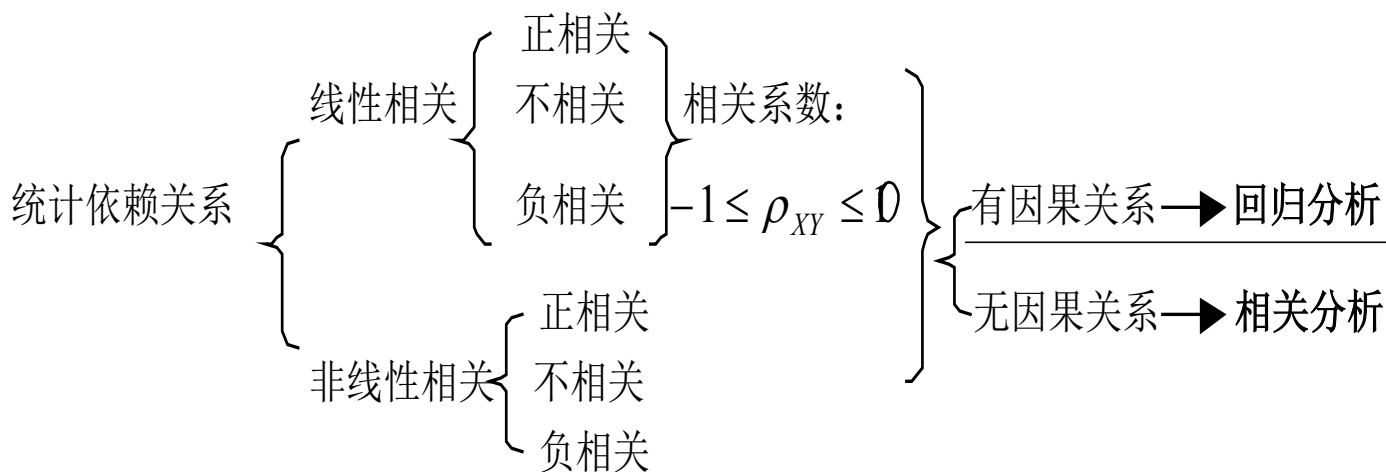 正相关
线性相关 不相关 相关系数：
统计依赖关系 负相关 -1≤ρXY≤1 有因果关系 回归分析
正相关 无因果关系 相关分析
非线性相关 不相关
负相关